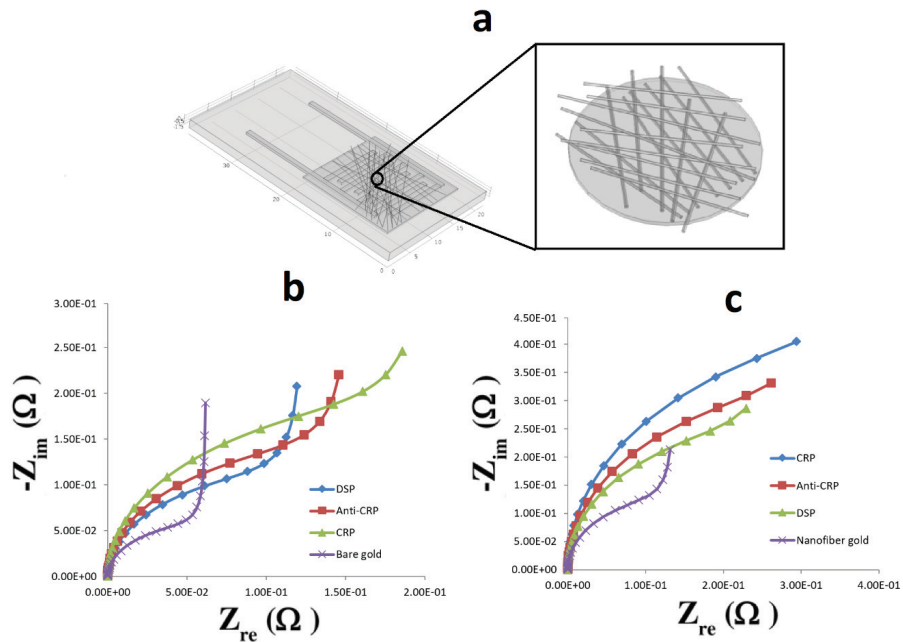 a
30
20
10
0
0
5
10
15
20
b
c
3.00E-01
2.50E-01
2.00E-01
1.50E-01
1.00E-01
5.00E-02
0.00E+00
-Zim (Ω)
0.00E+00 5.00E-02 1.00E-01 1.50E-01 2.00E-01
Zre (Ω)
DSP
Anti-CRP
CRP
Bare gold
4.50E-01
4.00E-01
3.50E-01
3.00E-01
2.50E-01
2.00E-01
1.50E-01
1.00E-01
5.00E-02
0.00E+00
-Zim (Ω)
0.00E+00 1.00E-01 2.00E-01 3.00E-01 4.00E-01
Zre (Ω)
CRP
Anti-CRP
DSP
Nanofiber gold